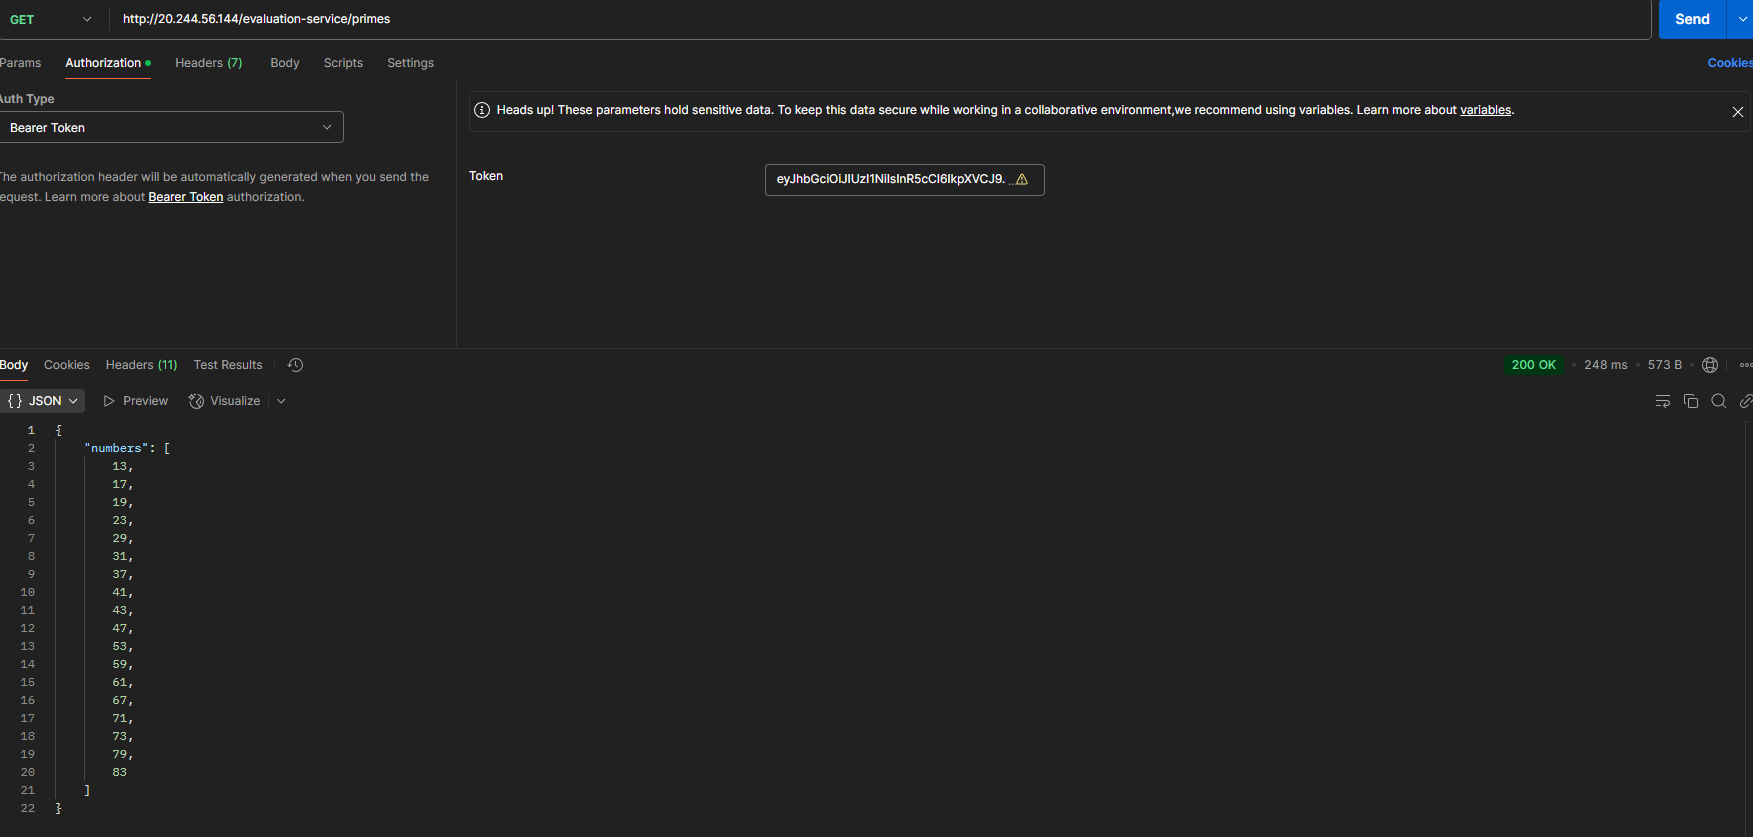 GET http://20.244.56.144/evaluation-service/primes Send
Params Authorization Headers (7) Body Scripts Settings Cookies
Auth Type
Bearer Token
Heads up! These parameters hold sensitive data. To keep this data secure while working in a collaborative environment,we recommend using variables. Learn more about variables.
The authorization header will be automatically generated when you send the
request. Learn more about Bearer Token authorization.
Token eyJhbGciOiJIUzI1NiIsInR5cCI6IkpXVCJ9. ...
Body Cookies Headers (11) Test Results 200 OK • 248 ms • 573 B •
{} JSON Preview Visualize
1 {
2 "numbers": [
3 13,
4 17,
5 19,
6 23,
7 29,
8 31,
9 37,
10 41,
11 43,
12 47,
13 53,
14 59,
15 61,
16 67,
17 71,
18 73,
19 79,
20 83
21 ]
22 }